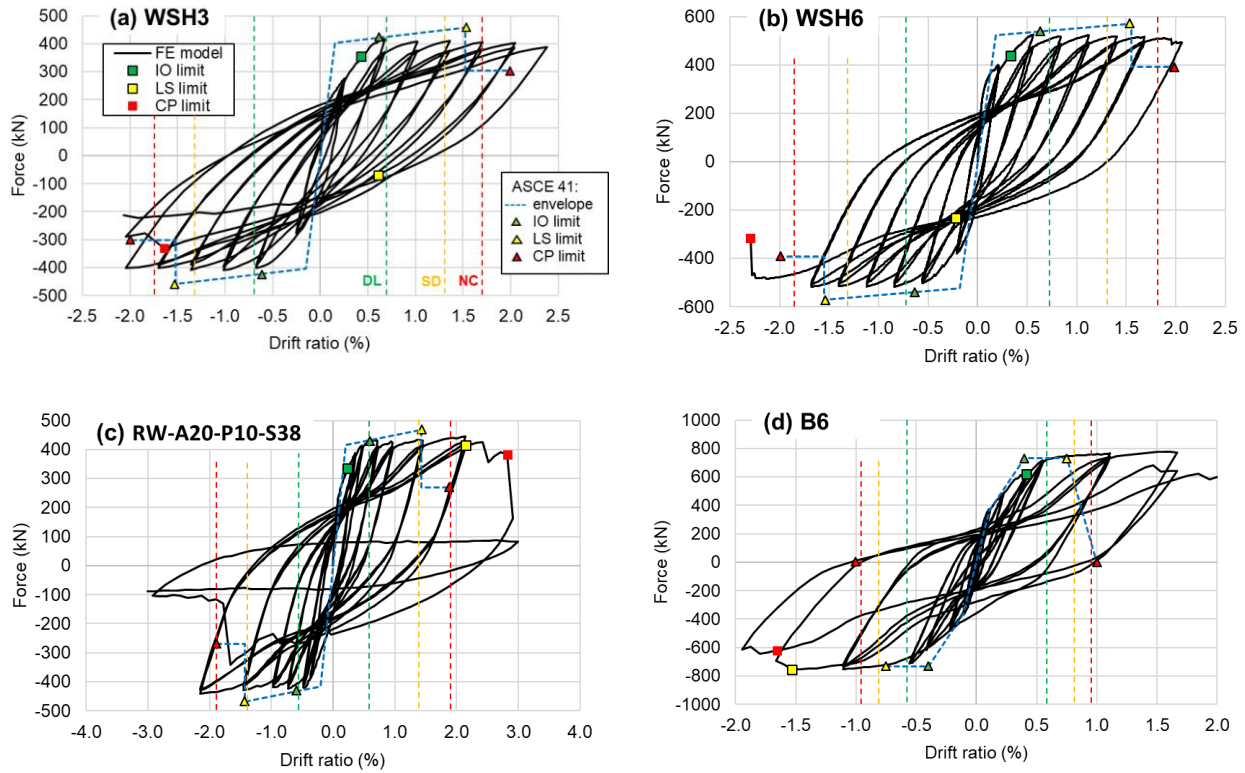 (a) WSH3
500
400
300
200
100
0
-100
-200
-300
-400
-500
Force (kN)
FE model
IO limit
LS limit
CP limit
ASCE 41:
envelope
IO limit
LS limit
CP limit
DL SD NC
-2.5 -2.0 -1.5 -1.0 -0.5 0.0 0.5 1.0 1.5 2.0 2.5
Drift ratio (%)
(b) WSH6
600
400
200
0
-200
-400
-600
Force (kN)
-2.5 -2.0 -1.5 -1.0 -0.5 0.0 0.5 1.0 1.5 2.0 2.5
Drift ratio (%)
(c) RW-A20-P10-S38
500
400
300
200
100
0
-100
-200
-300
-400
-500
Force (kN)
-4.0 -3.0 -2.0 -1.0 0.0 1.0 2.0 3.0 4.0
Drift ratio (%)
(d) B6
1000
800
600
400
200
0
-200
-400
-600
-800
-1000
Force (kN)
-2.0 -1.5 -1.0 -0.5 0.0 0.5 1.0 1.5 2.0
Drift ratio (%)